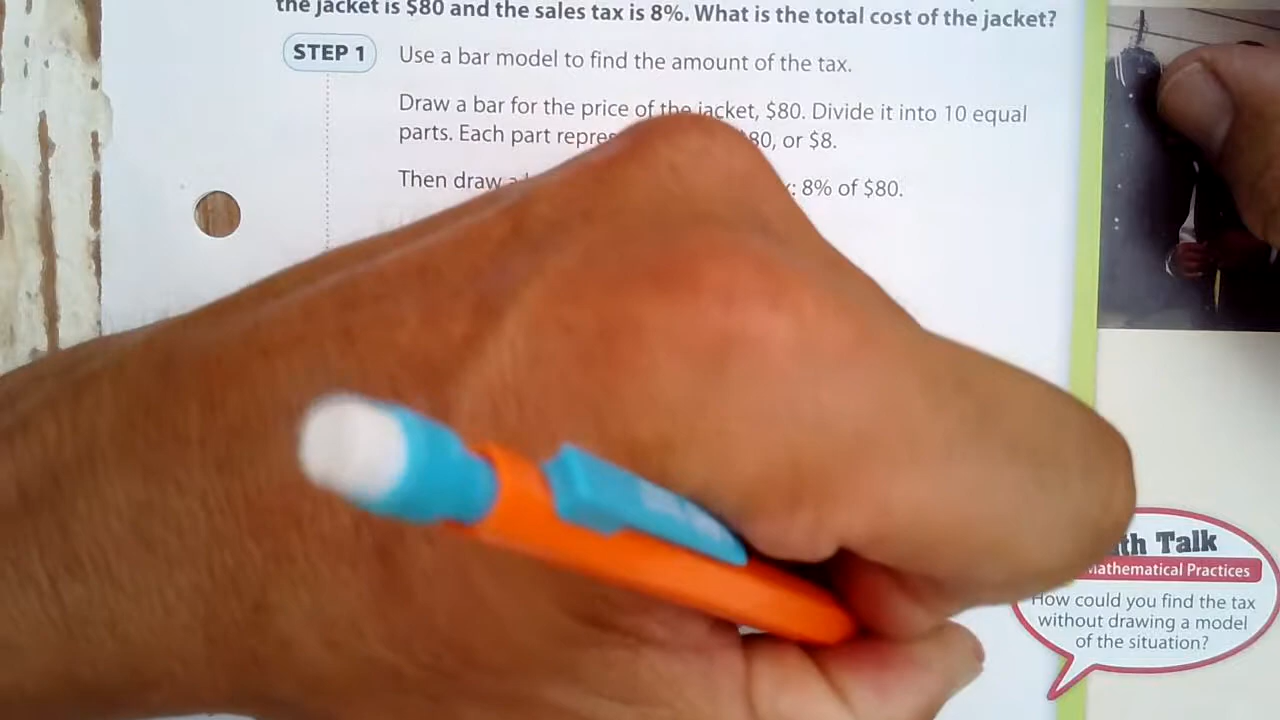 the jacket is $80 and the sales tax is 8%. What is the total cost of the jacket?
STEP 1
Use a bar model to find the amount of the tax.
Draw a bar for the price of the jacket, $80. Divide it into 10 equal
parts. Each part 80, or $8.
Then draw : 8% of $80.
Talk
Mathematical Practices
How could you find the tax
without drawing a model
of the situation?